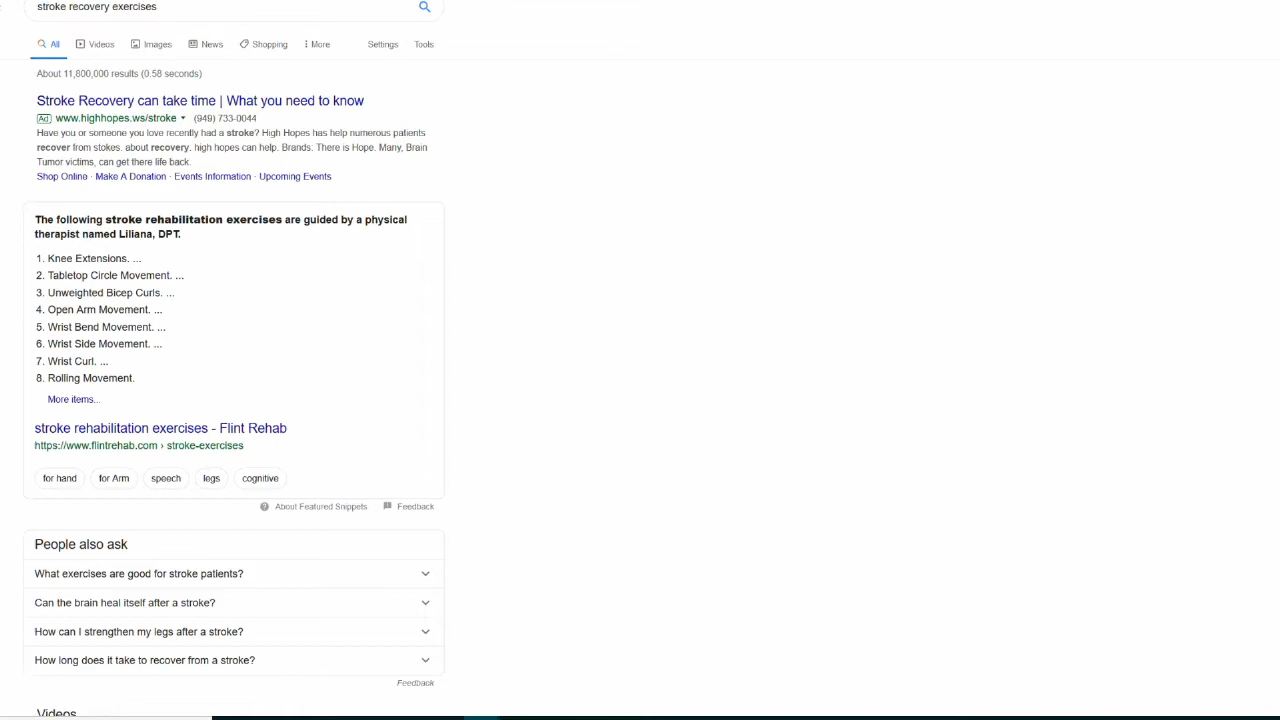 stroke recovery exercises
All Videos Images News Shopping More Settings Tools
About 11,800,000 results (0.58 seconds)
Stroke Recovery can take time | What you need to know
Ad www.highhopes.ws/stroke (949) 733-0044
Have you or someone you love recently had a stroke? High Hopes has help numerous patients
recover from stokes. about recovery. high hopes can help. Brands: There is Hope. Many, Brain
Tumor victims, can get there life back.
Shop Online · Make A Donation · Events Information · Upcoming Events
The following stroke rehabilitation exercises are guided by a physical
therapist named Liliana, DPT.
1. Knee Extensions. ...
2. Tabletop Circle Movement. ...
3. Unweighted Bicep Curls. ...
4. Open Arm Movement. ...
5. Wrist Bend Movement. ...
6. Wrist Side Movement. ...
7. Wrist Curl. ...
8. Rolling Movement.
More items...
stroke rehabilitation exercises - Flint Rehab
https://www.flintrehab.com › stroke-exercises
for hand for Arm speech legs cognitive
About Featured Snippets Feedback
People also ask
What exercises are good for stroke patients?
Can the brain heal itself after a stroke?
How can I strengthen my legs after a stroke?
How long does it take to recover from a stroke?
Feedback
Videos